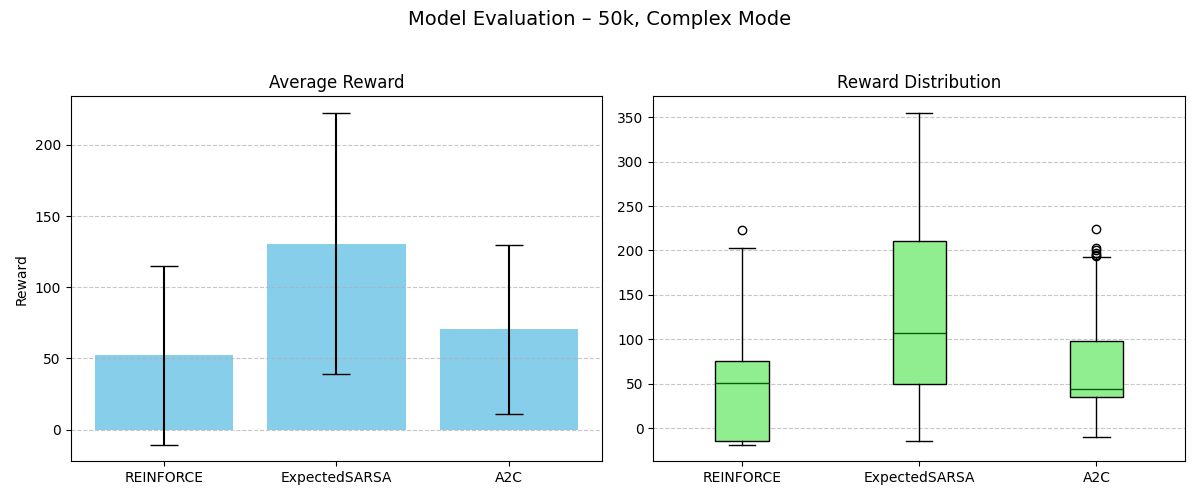 Model Evaluation – 50k, Complex Mode
Average Reward
Reward
200
150
100
50
0
REINFORCE
ExpectedSARSA
A2C
Reward Distribution
350
300
250
200
150
100
50
0
REINFORCE
ExpectedSARSA
A2C